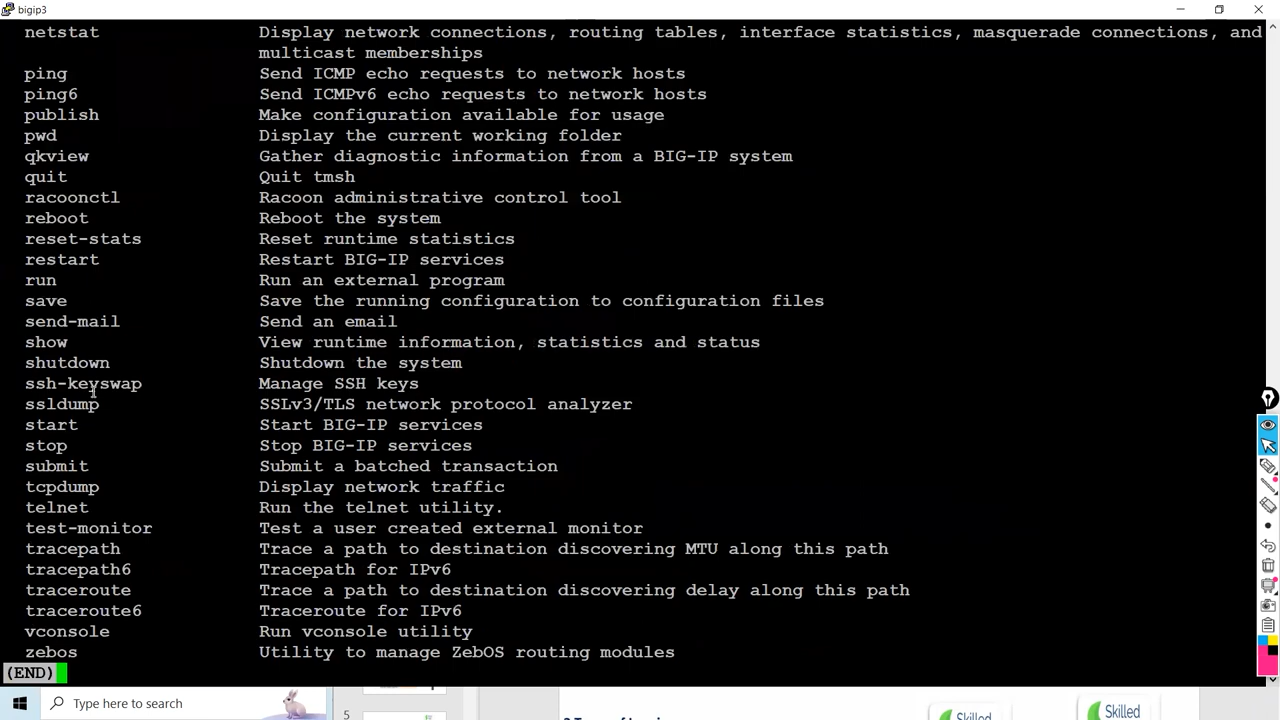 bigip3
netstat Display network connections, routing tables, interface statistics, masquerade connections, and
multicast memberships
ping Send ICMP echo requests to network hosts
ping6 Send ICMPv6 echo requests to network hosts
publish Make configuration available for usage
pwd Display the current working folder
qkview Gather diagnostic information from a BIG-IP system
quit Quit tmsh
racoonctl Racoon administrative control tool
reboot Reboot the system
reset-stats Reset runtime statistics
restart Restart BIG-IP services
run Run an external program
save Save the running configuration to configuration files
send-mail Send an email
show View runtime information, statistics and status
shutdown Shutdown the system
ssh-keyswap Manage SSH keys
ssldump SSLv3/TLS network protocol analyzer
start Start BIG-IP services
stop Stop BIG-IP services
submit Submit a batched transaction
tcpdump Display network traffic
telnet Run the telnet utility.
test-monitor Test a user created external monitor
tracepath Trace a path to destination discovering MTU along this path
tracepath6 Tracepath for IPv6
traceroute Trace a path to destination discovering delay along this path
traceroute6 Traceroute for IPv6
vconsole Run vconsole utility
zebos Utility to manage ZebOS routing modules
(END)
Type here to search
5
Skilled
Skilled